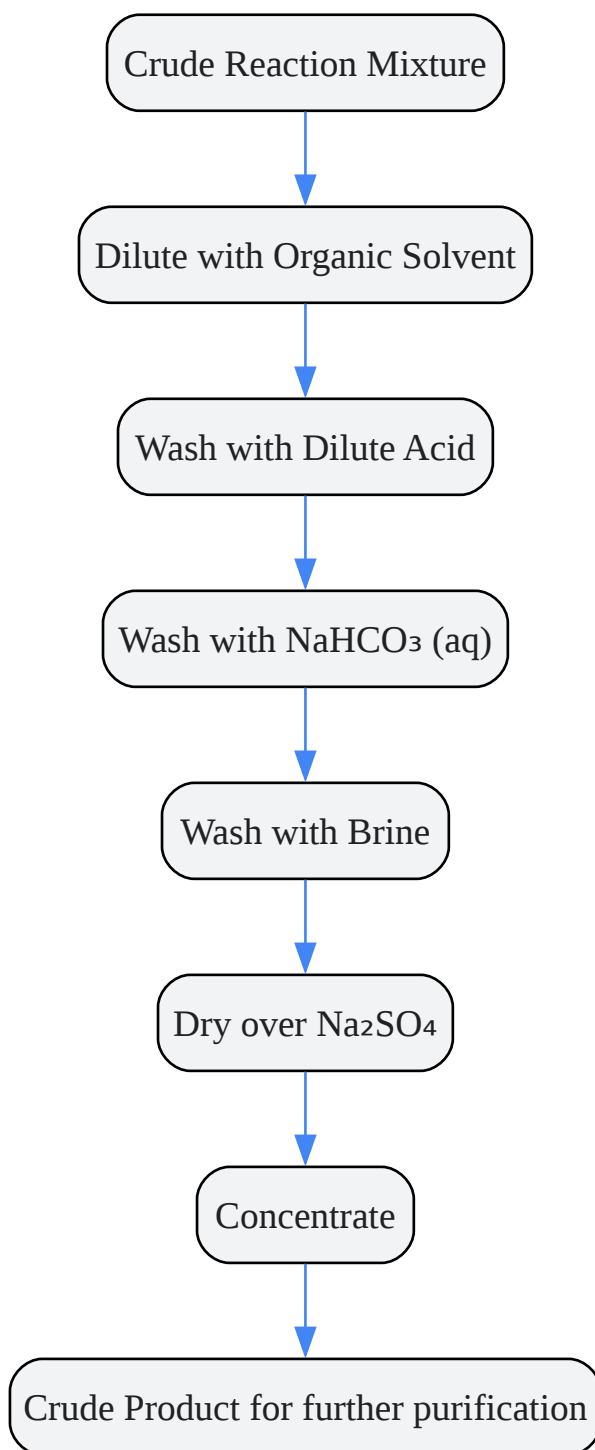 Crude Reaction Mixture
Dilute with Organic Solvent
Wash with Dilute Acid
Wash with NaHCO₃ (aq)
Wash with Brine
Dry over Na₂SO₄
Concentrate
Crude Product for further purification